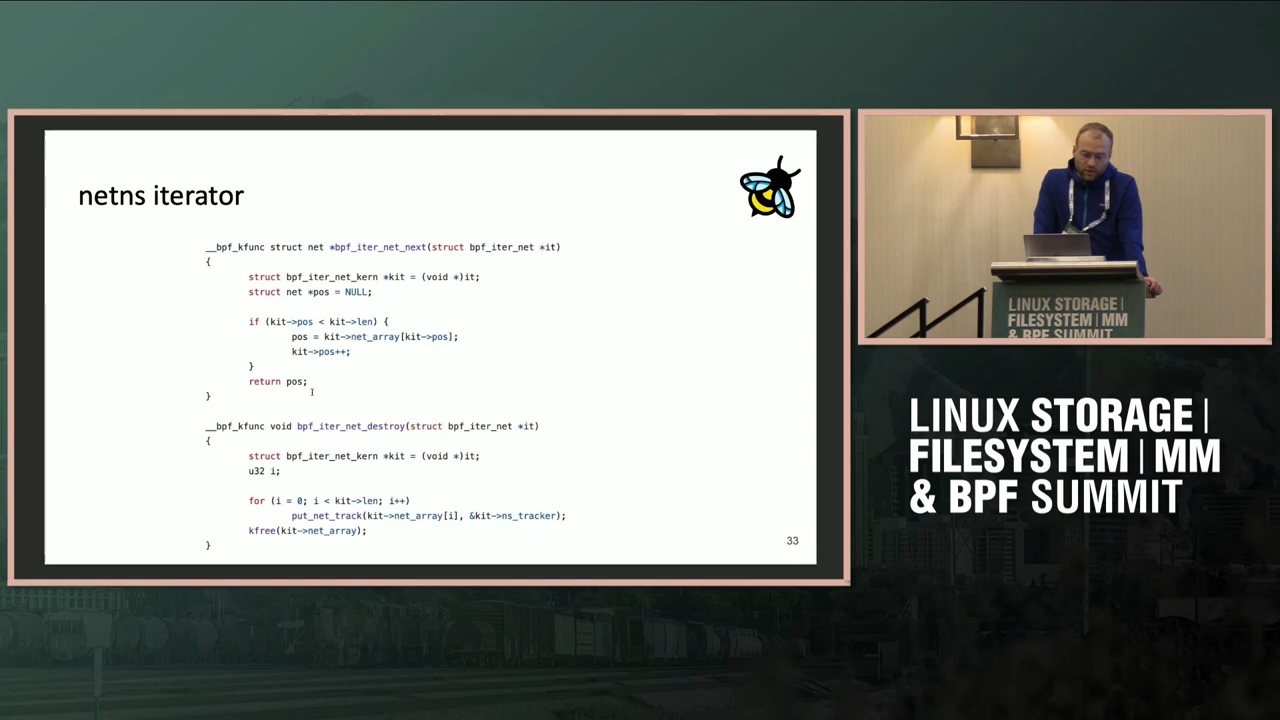 netns iterator
__bpf_kfunc struct net *bpf_iter_net_next(struct bpf_iter_net *it)
{
struct bpf_iter_net_kern *kit = (void *)it;
struct net *pos = NULL;
if (kit->pos < kit->len) {
pos = kit->net_array[kit->pos];
kit->pos++;
}
return pos;
}
__bpf_kfunc void bpf_iter_net_destroy(struct bpf_iter_net *it)
{
struct bpf_iter_net_kern *kit = (void *)it;
u32 i;
for (i = 0; i < kit->len; i++)
put_net_track(kit->net_array[i], &kit->ns_tracker);
kfree(kit->net_array);
}
33
LINUX STORAGE |
FILESYSTEM | MM
& BPF SUMMIT
LINUX STORAGE |
FILESYSTEM | MM
& BPF SUMMIT